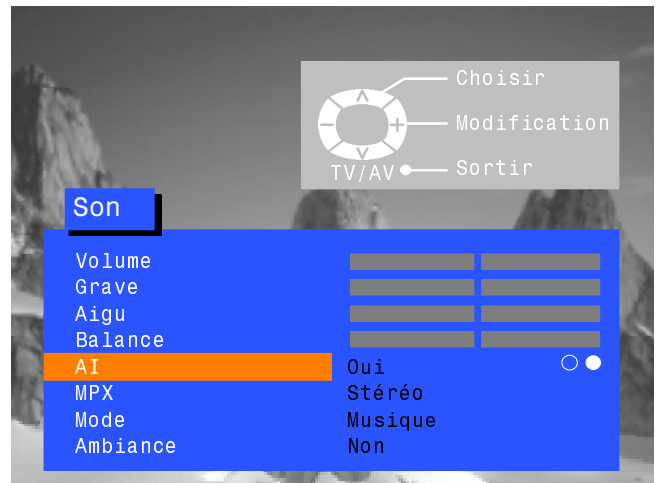 Choisir
Modification
TV/AV Sortir
Son
Volume
Grave
Aigu
Balance
AI Oui
MPX Stéréo
Mode Musique
Ambiance Non